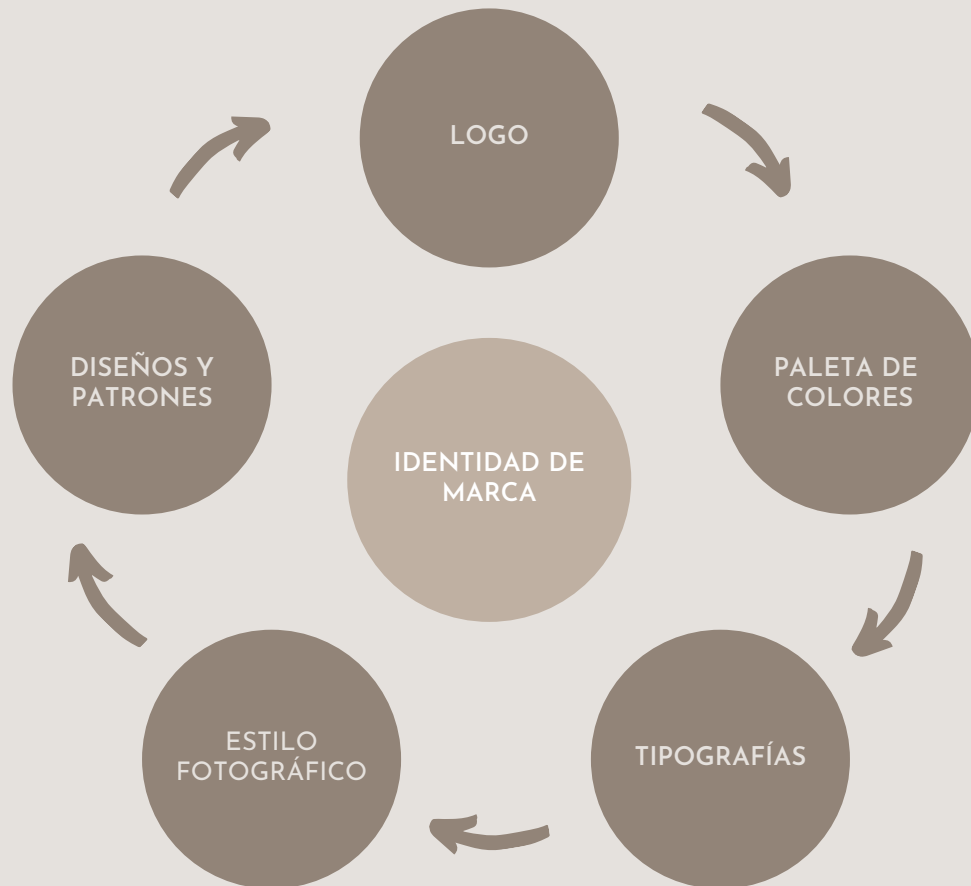 LOGO
PALETA DE
COLORES
TIPOGRAFÍAS
ESTILO
FOTOGRÁFICO
DISEÑOS Y
PATRONES
IDENTIDAD DE
MARCA